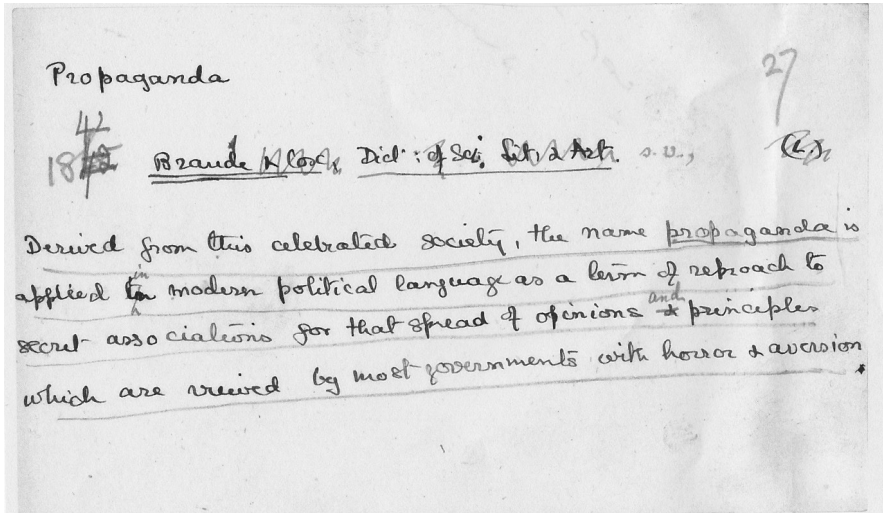 Propaganda
27
42
18
Brande & Cox, Dict: of Sci. Lit, & Art. s.v., (L.)
Derived from this celebrated society, the name propaganda is
applied in modern political language as a term of reproach to
secret associations for that spread of opinions and principles
which are viewed by most governments with horror & aversion.